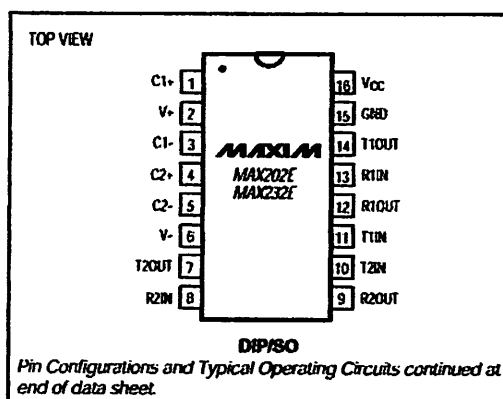 TOP VIEW
C1+ 1 16 VCC
V+ 2 15 GND
C1- 3 14 T1OUT
MAXIM
C2+ 4 MAX202E 13 R1IN
MAX232E
C2- 5 12 R1OUT
V- 6 11 T1IN
T2OUT 7 10 T2IN
R2IN 8 9 R2OUT
DIP/SO
Pin Configurations and Typical Operating Circuits continued at
end of data sheet.